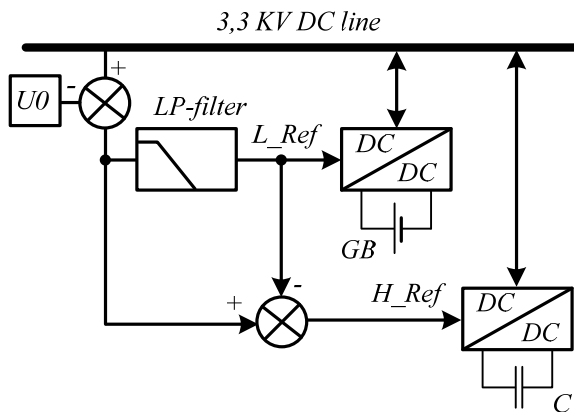 3,3 KV DC line
+
-
U0
LP-filter
L_Ref
DC
DC
GB
-
+
H_Ref
DC
DC
C